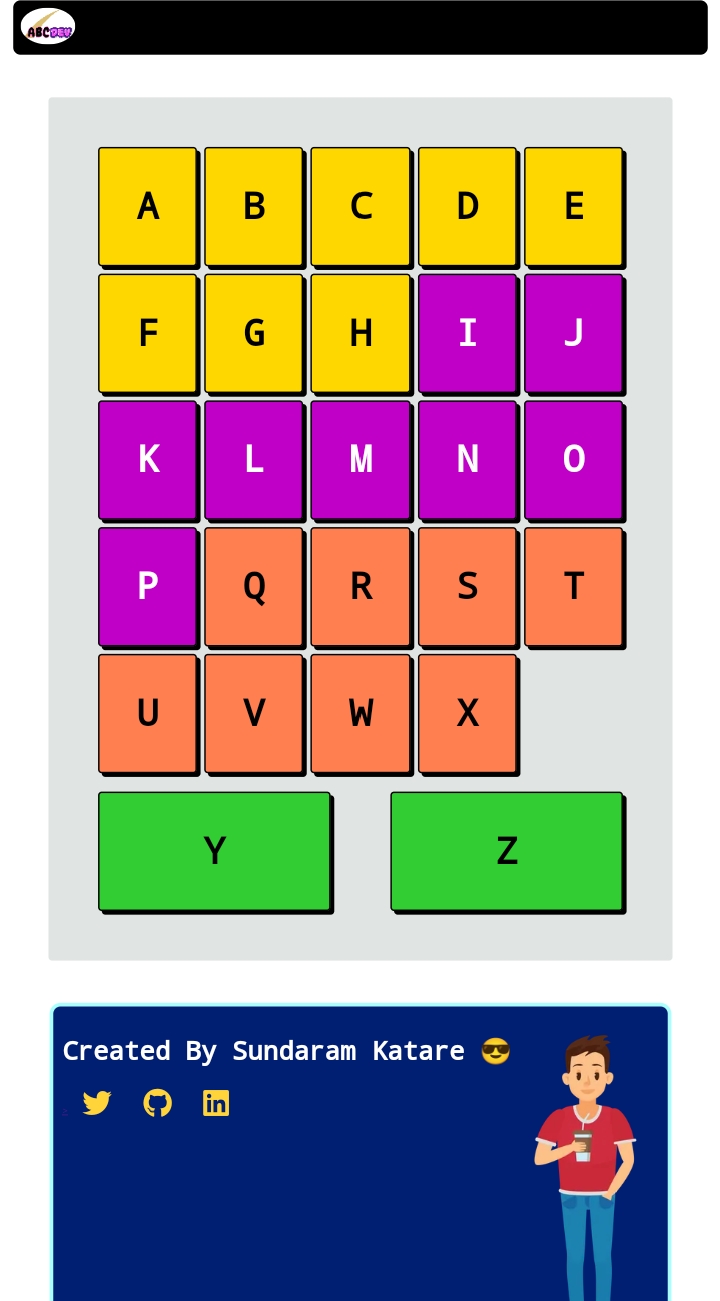 ABCDEV
A B C D E
F G H I J
K L M N O
P Q R S T
U V W X
Y Z
Created By Sundaram Katare 😎